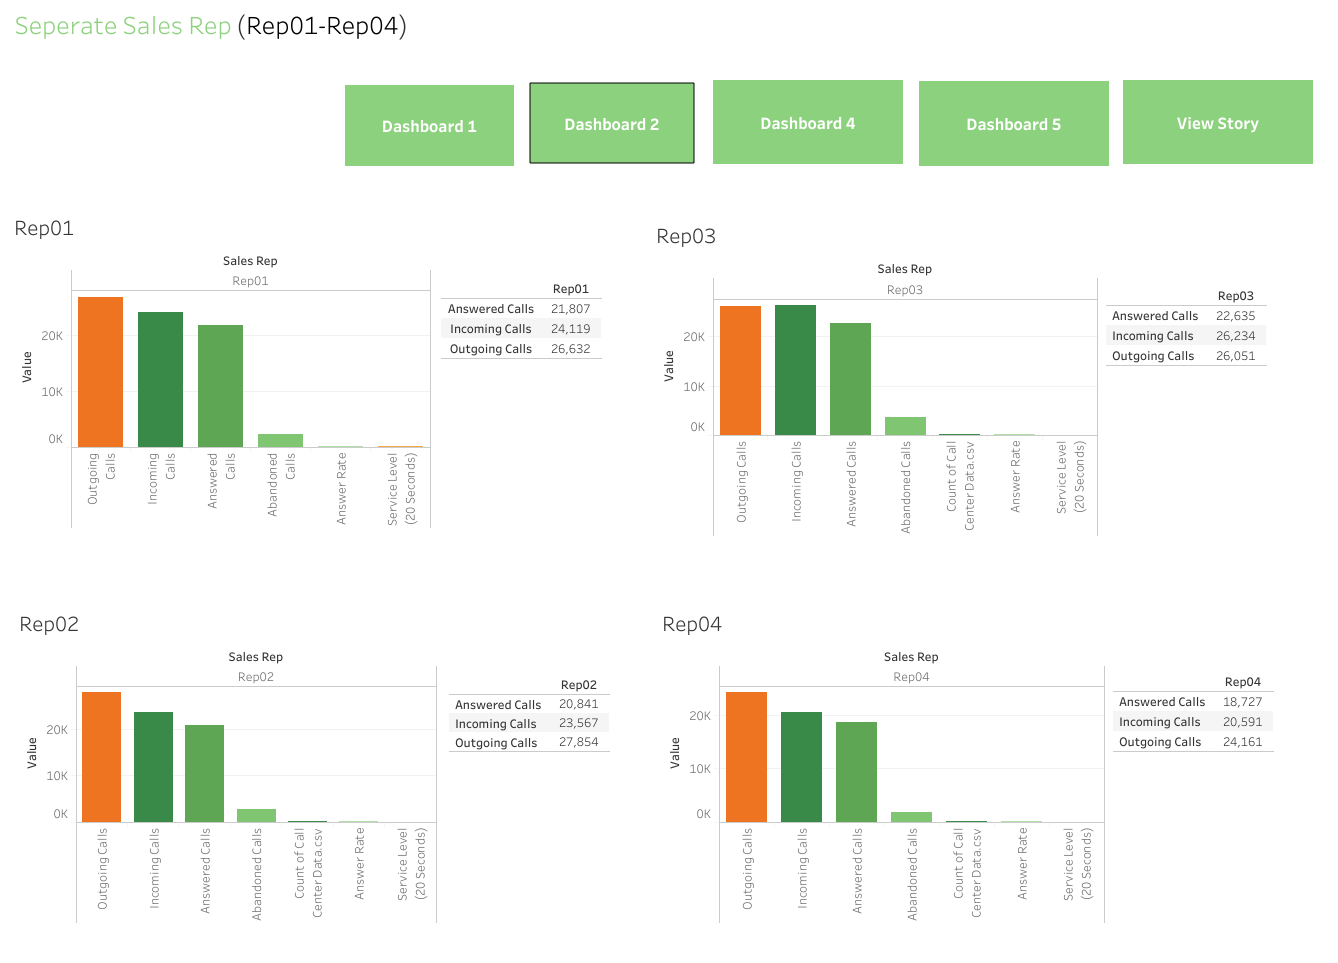 Seperate Sales Rep (Rep01-Rep04)
Dashboard 1
Dashboard 2
Dashboard 4
Dashboard 5
View Story
Rep01
Sales Rep
Rep01
Value
20K
10K
0K
Outgoing
Calls
Incoming
Calls
Answered
Calls
Abandoned
Calls
Answer Rate
Service Level
(20 Seconds)
Rep01
Answered Calls 21,807
Incoming Calls 24,119
Outgoing Calls 26,632
Rep03
Sales Rep
Rep03
Value
20K
10K
0K
Outgoing Calls
Incoming Calls
Answered Calls
Abandoned Calls
Count of Call
Center Data.csv
Answer Rate
Service Level
(20 Seconds)
Rep03
Answered Calls 22,635
Incoming Calls 26,234
Outgoing Calls 26,051
Rep02
Sales Rep
Rep02
Value
20K
10K
0K
Outgoing Calls
Incoming Calls
Answered Calls
Abandoned Calls
Count of Call
Center Data.csv
Answer Rate
Service Level
(20 Seconds)
Rep02
Answered Calls 20,841
Incoming Calls 23,567
Outgoing Calls 27,854
Rep04
Sales Rep
Rep04
Value
20K
10K
0K
Outgoing Calls
Incoming Calls
Answered Calls
Abandoned Calls
Count of Call
Center Data.csv
Answer Rate
Service Level
(20 Seconds)
Rep04
Answered Calls 18,727
Incoming Calls 20,591
Outgoing Calls 24,161